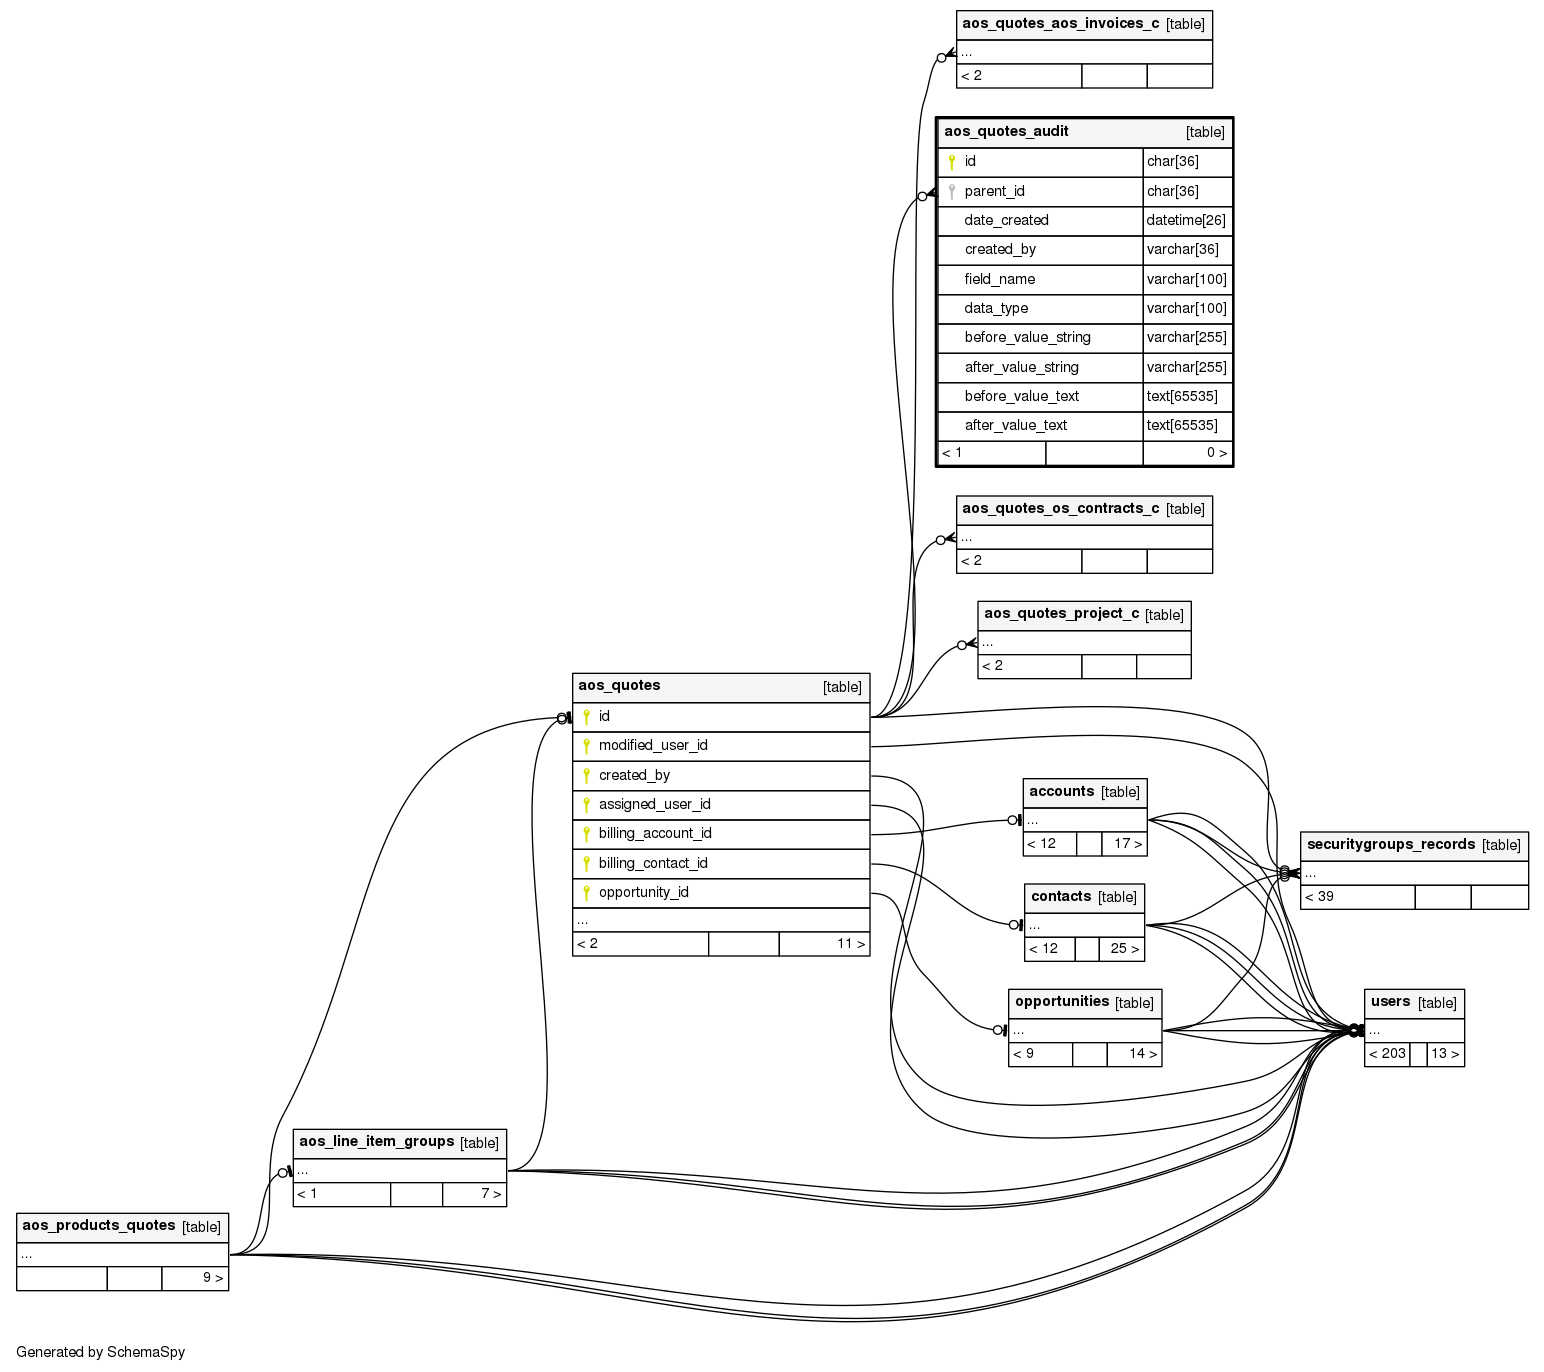 aos_quotes_aos_invoices_c [table]
...
< 2
aos_quotes_audit [table]
id char[36]
parent_id char[36]
date_created datetime[26]
created_by varchar[36]
field_name varchar[100]
data_type varchar[100]
before_value_string varchar[255]
after_value_string varchar[255]
before_value_text text[65535]
after_value_text text[65535]
< 1 0 >
aos_quotes_os_contracts_c [table]
...
< 2
aos_quotes_project_c [table]
...
< 2
aos_quotes [table]
id
modified_user_id
created_by
assigned_user_id
billing_account_id
billing_contact_id
opportunity_id
...
< 2 11 >
accounts [table]
...
< 12 17 >
securitygroups_records [table]
...
< 39
contacts [table]
...
< 12 25 >
opportunities [table]
...
< 9 14 >
users [table]
...
< 203 13 >
aos_line_item_groups [table]
...
< 1 7 >
aos_products_quotes [table]
...
9 >
Generated by SchemaSpy